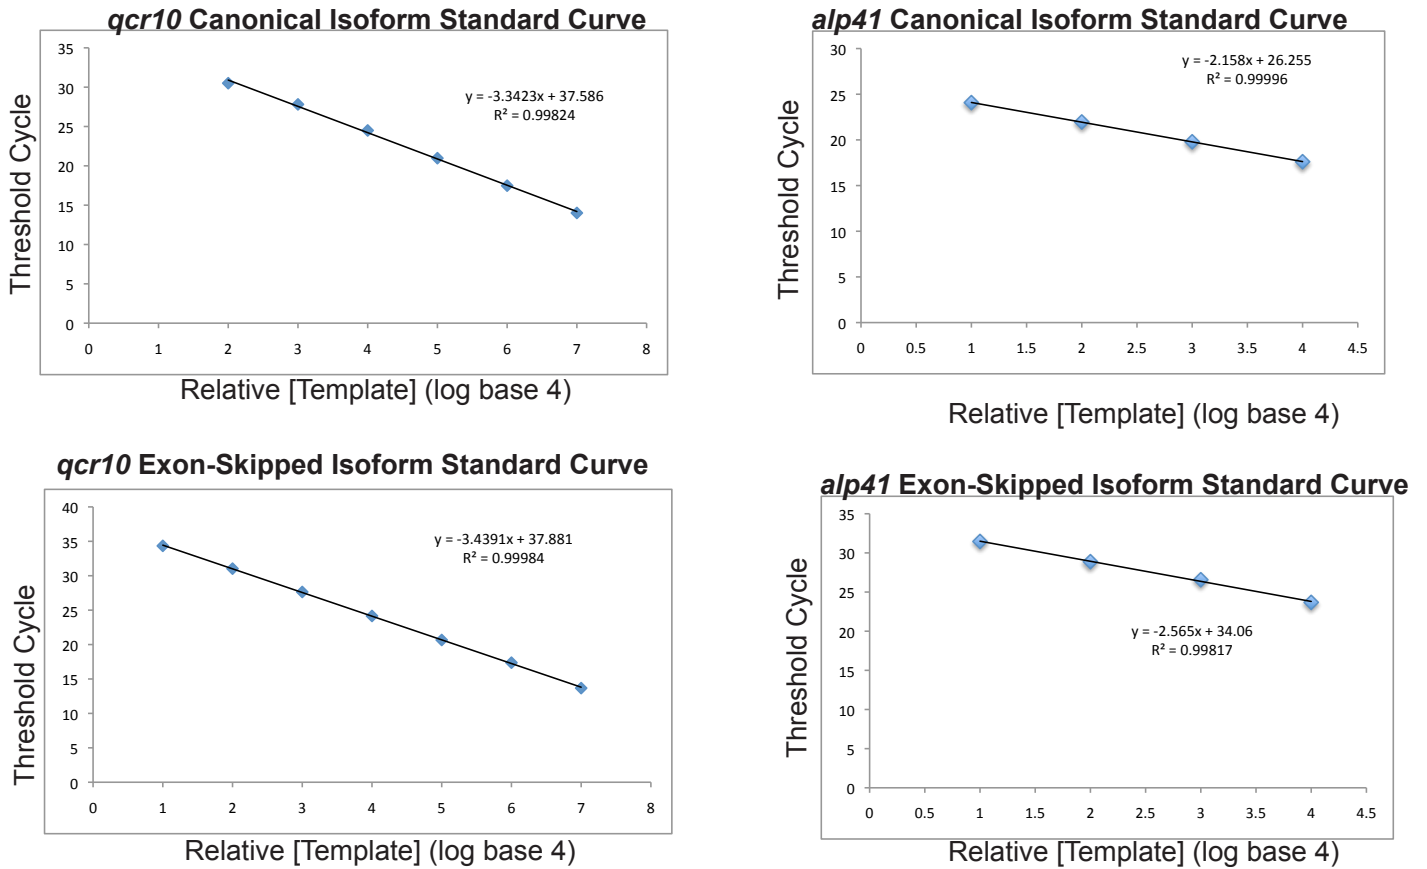 qcr10 Canonical Isoform Standard Curve
35
30
25
20
15
10
5
0
0 1 2 3 4 5 6 7 8
y = -3.3423x + 37.586
R² = 0.99824
Threshold Cycle
Relative [Template] (log base 4)
alp41 Canonical Isoform Standard Curve
30
25
20
15
10
5
0
0 0.5 1 1.5 2 2.5 3 3.5 4 4.5
y = -2.158x + 26.255
R² = 0.99996
Threshold Cycle
Relative [Template] (log base 4)
qcr10 Exon-Skipped Isoform Standard Curve
40
35
30
25
20
15
10
5
0
0 1 2 3 4 5 6 7 8
y = -3.4391x + 37.881
R² = 0.99984
Threshold Cycle
Relative [Template] (log base 4)
alp41 Exon-Skipped Isoform Standard Curve
35
30
25
20
15
10
5
0
0 0.5 1 1.5 2 2.5 3 3.5 4 4.5
y = -2.565x + 34.06
R² = 0.99817
Threshold Cycle
Relative [Template] (log base 4)